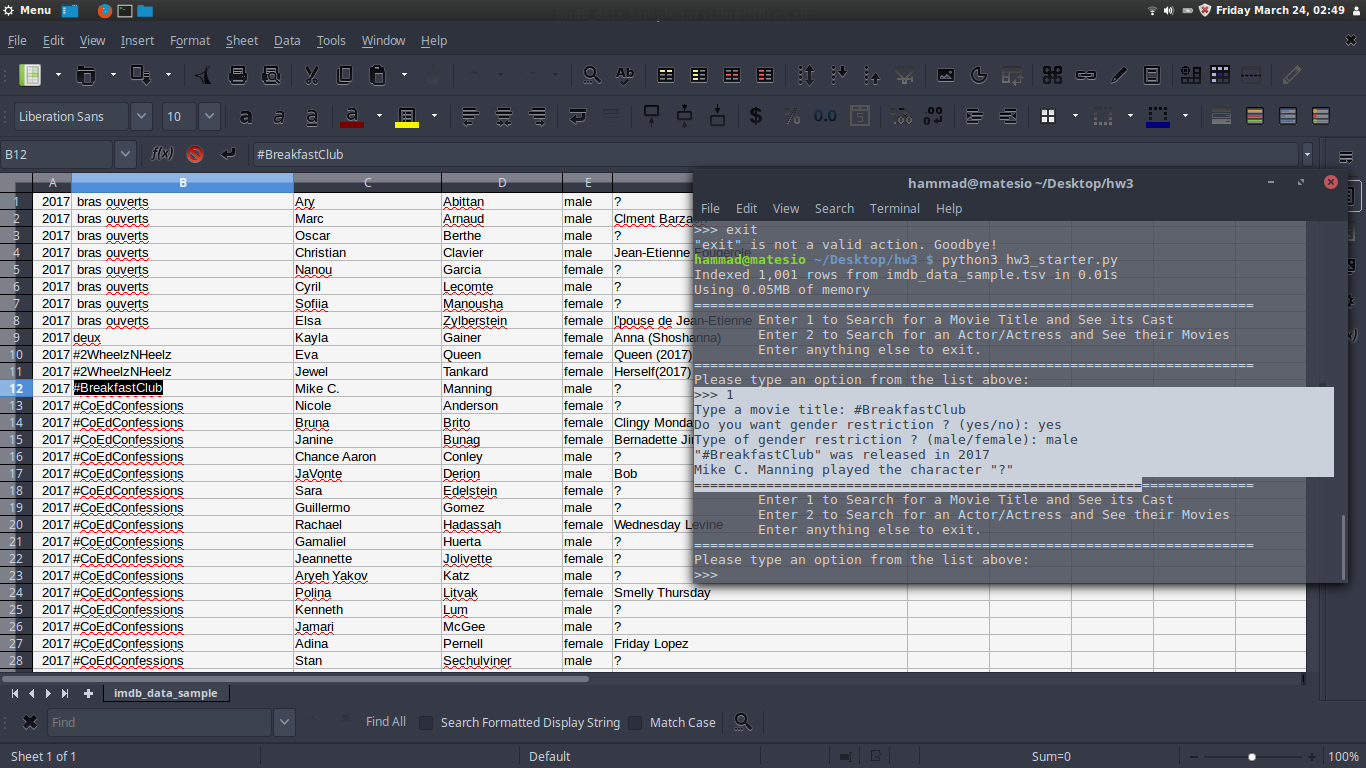 Menu
Friday March 24, 02:49
File Edit View Insert Format Sheet Data Tools Window Help
Liberation Sans 10
B12 #BreakfastClub
A B C D E
1 2017 bras ouverts Ary Abittan male ?
2 2017 bras ouverts Marc Arnaud male Clment Barza
3 2017 bras ouverts Oscar Berthe male ?
4 2017 bras ouverts Christian Clavier male Jean-Etienne
5 2017 bras ouverts Nanou Garcia female ?
6 2017 bras ouverts Cyril Lecomte male ?
7 2017 bras ouverts Sofiia Manousha female ?
8 2017 bras ouverts Elsa Zylberstein female l'pouse de Jean-Etienne
9 2017 deux Kayla Gainer female Anna (Shoshanna)
10 2017 #2WheelzNHeelz Eva Queen female Queen (2017)
11 2017 #2WheelzNHeelz Jewel Tankard female Herself(2017)
12 2017 #BreakfastClub Mike C. Manning male ?
13 2017 #CoEdConfessions Nicole Anderson female ?
14 2017 #CoEdConfessions Bruna Brito female Clingy Monda
15 2017 #CoEdConfessions Janine Bunag female Bernadette Ji
16 2017 #CoEdConfessions Chance Aaron Conley male ?
17 2017 #CoEdConfessions JaVonte Derion male Bob
18 2017 #CoEdConfessions Sara Edelstein female ?
19 2017 #CoEdConfessions Guillermo Gomez male ?
20 2017 #CoEdConfessions Rachael Hadassah female Wednesday Levine
21 2017 #CoEdConfessions Gamaliel Huerta male ?
22 2017 #CoEdConfessions Jeannette Jolivette female ?
23 2017 #CoEdConfessions Aryeh Yakov Katz male ?
24 2017 #CoEdConfessions Polina Litvak female Smelly Thursday
25 2017 #CoEdConfessions Kenneth Lum male ?
26 2017 #CoEdConfessions Jamari McGee male ?
27 2017 #CoEdConfessions Adina Pernell female Friday Lopez
28 2017 #CoEdConfessions Stan Sechulviner male ?
hammad@matesio ~/Desktop/hw3
File Edit View Search Terminal Help
>>> exit
"exit" is not a valid action. Goodbye!
hammad@matesio ~/Desktop/hw3 $ python3 hw3_starter.py
Indexed 1,001 rows from imdb_data_sample.tsv in 0.01s
Using 0.05MB of memory
======================================================================
Enter 1 to Search for a Movie Title and See its Cast
Enter 2 to Search for an Actor/Actress and See their Movies
Enter anything else to exit.
======================================================================
Please type an option from the list above:
>>> 1
Type a movie title: #BreakfastClub
Do you want gender restriction ? (yes/no): yes
Type of gender restriction ? (male/female): male
"#BreakfastClub" was released in 2017
Mike C. Manning played the character "?"
======================================================================
Enter 1 to Search for a Movie Title and See its Cast
Enter 2 to Search for an Actor/Actress and See their Movies
Enter anything else to exit.
======================================================================
Please type an option from the list above:
>>>
imdb_data_sample
Find Find All Search Formatted Display String Match Case
Sheet 1 of 1 Default Sum=0 100%